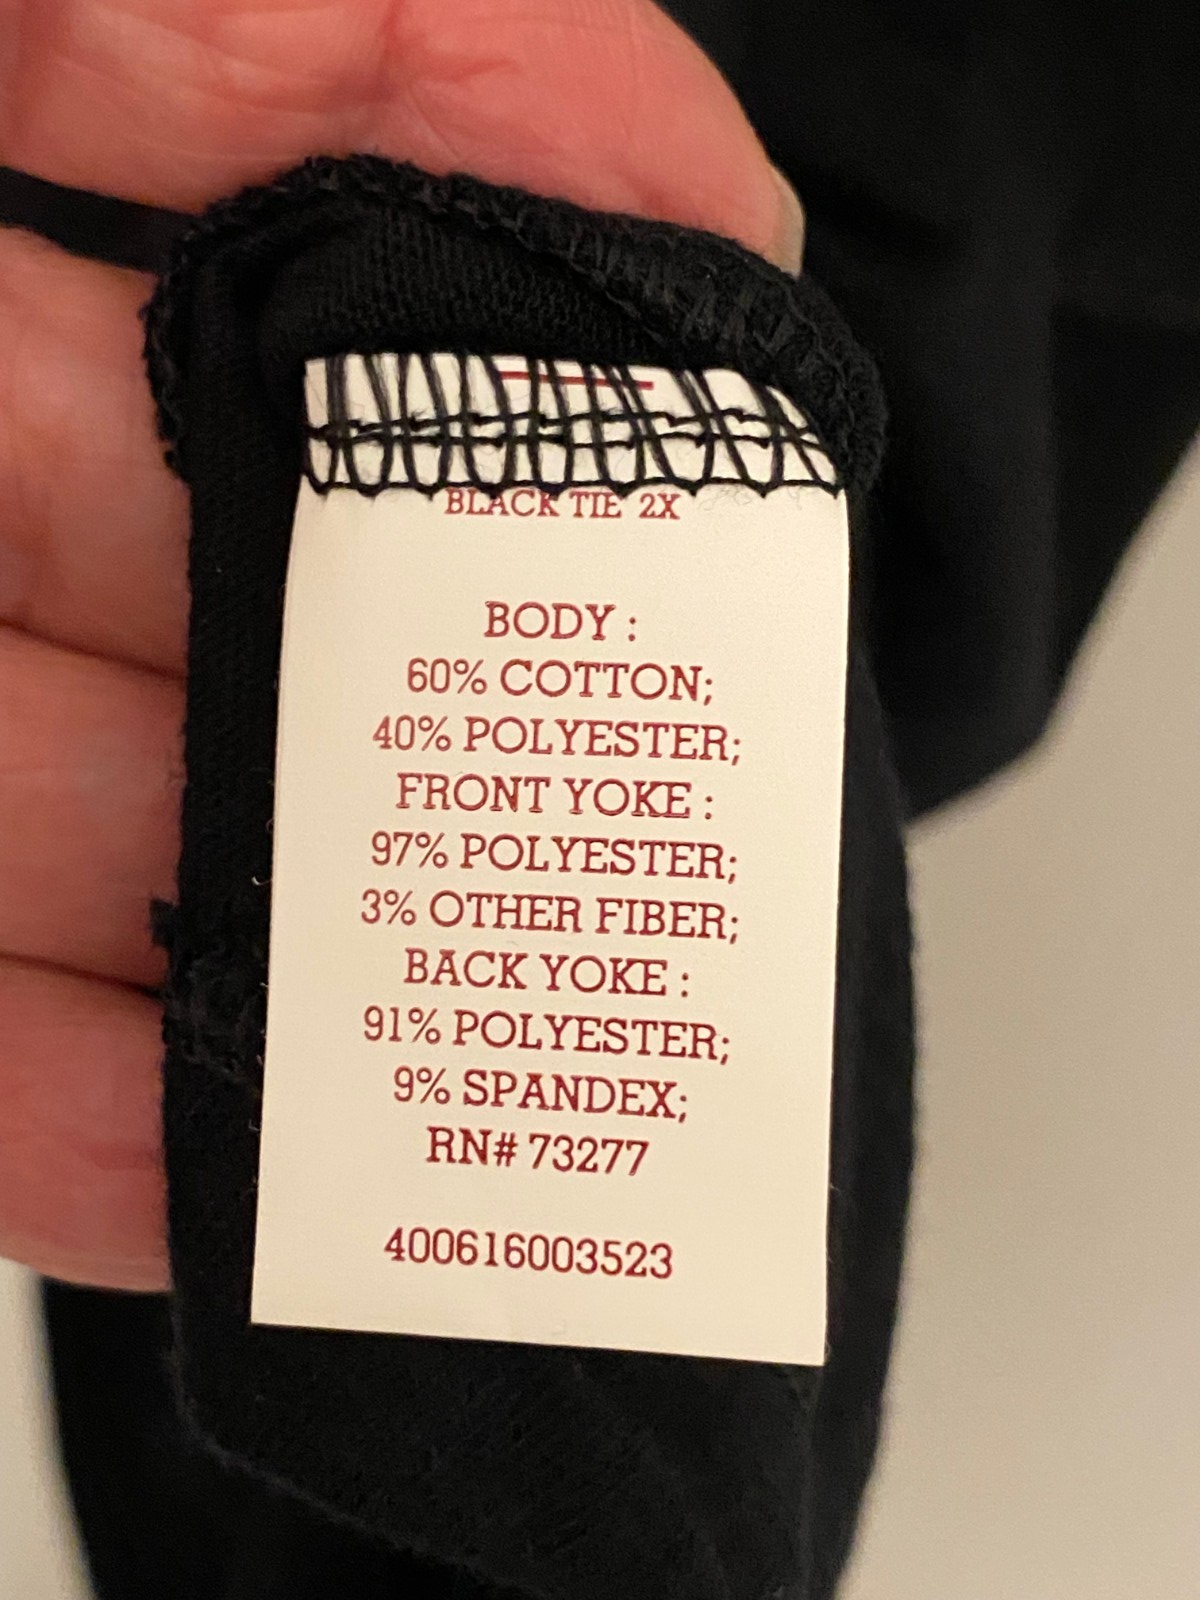 BLACK TIE 2X
BODY :
60% COTTON;
40% POLYESTER;
FRONT YOKE :
97% POLYESTER;
3% OTHER FIBER;
BACK YOKE :
91% POLYESTER;
9% SPANDEX;
RN# 73277
400616003523